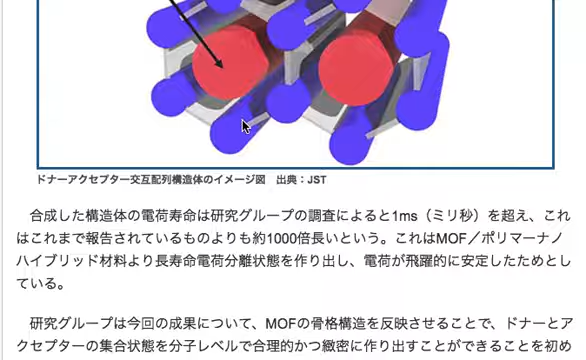 ドナーアクセプター交互配列構造体のイメージ図　出典：JST
合成した構造体の電荷寿命は研究グループの調査によると1ms（ミリ秒）を超え、これ
はこれまで報告されているものよりも約1000倍長いという。これはMOF／ポリマーナノ
ハイブリッド材料より長寿命電荷分離状態を作り出し、電荷が飛躍的に安定したためとし
ている。
研究グループは今回の成果について、MOFの骨格構造を反映させることで、ドナーとア
クセプターの集合状態を分子レベルで合理的かつ緻密に作り出すことができることを初め